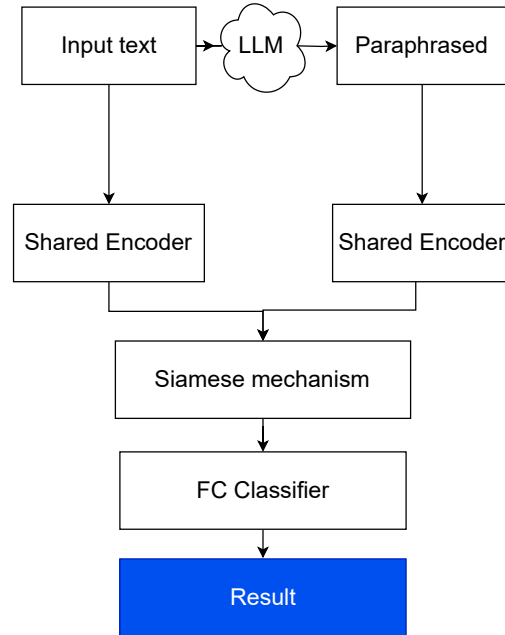 Input text
LLM
Paraphrased
Shared Encoder
Shared Encoder
Siamese mechanism
FC Classifier
Result